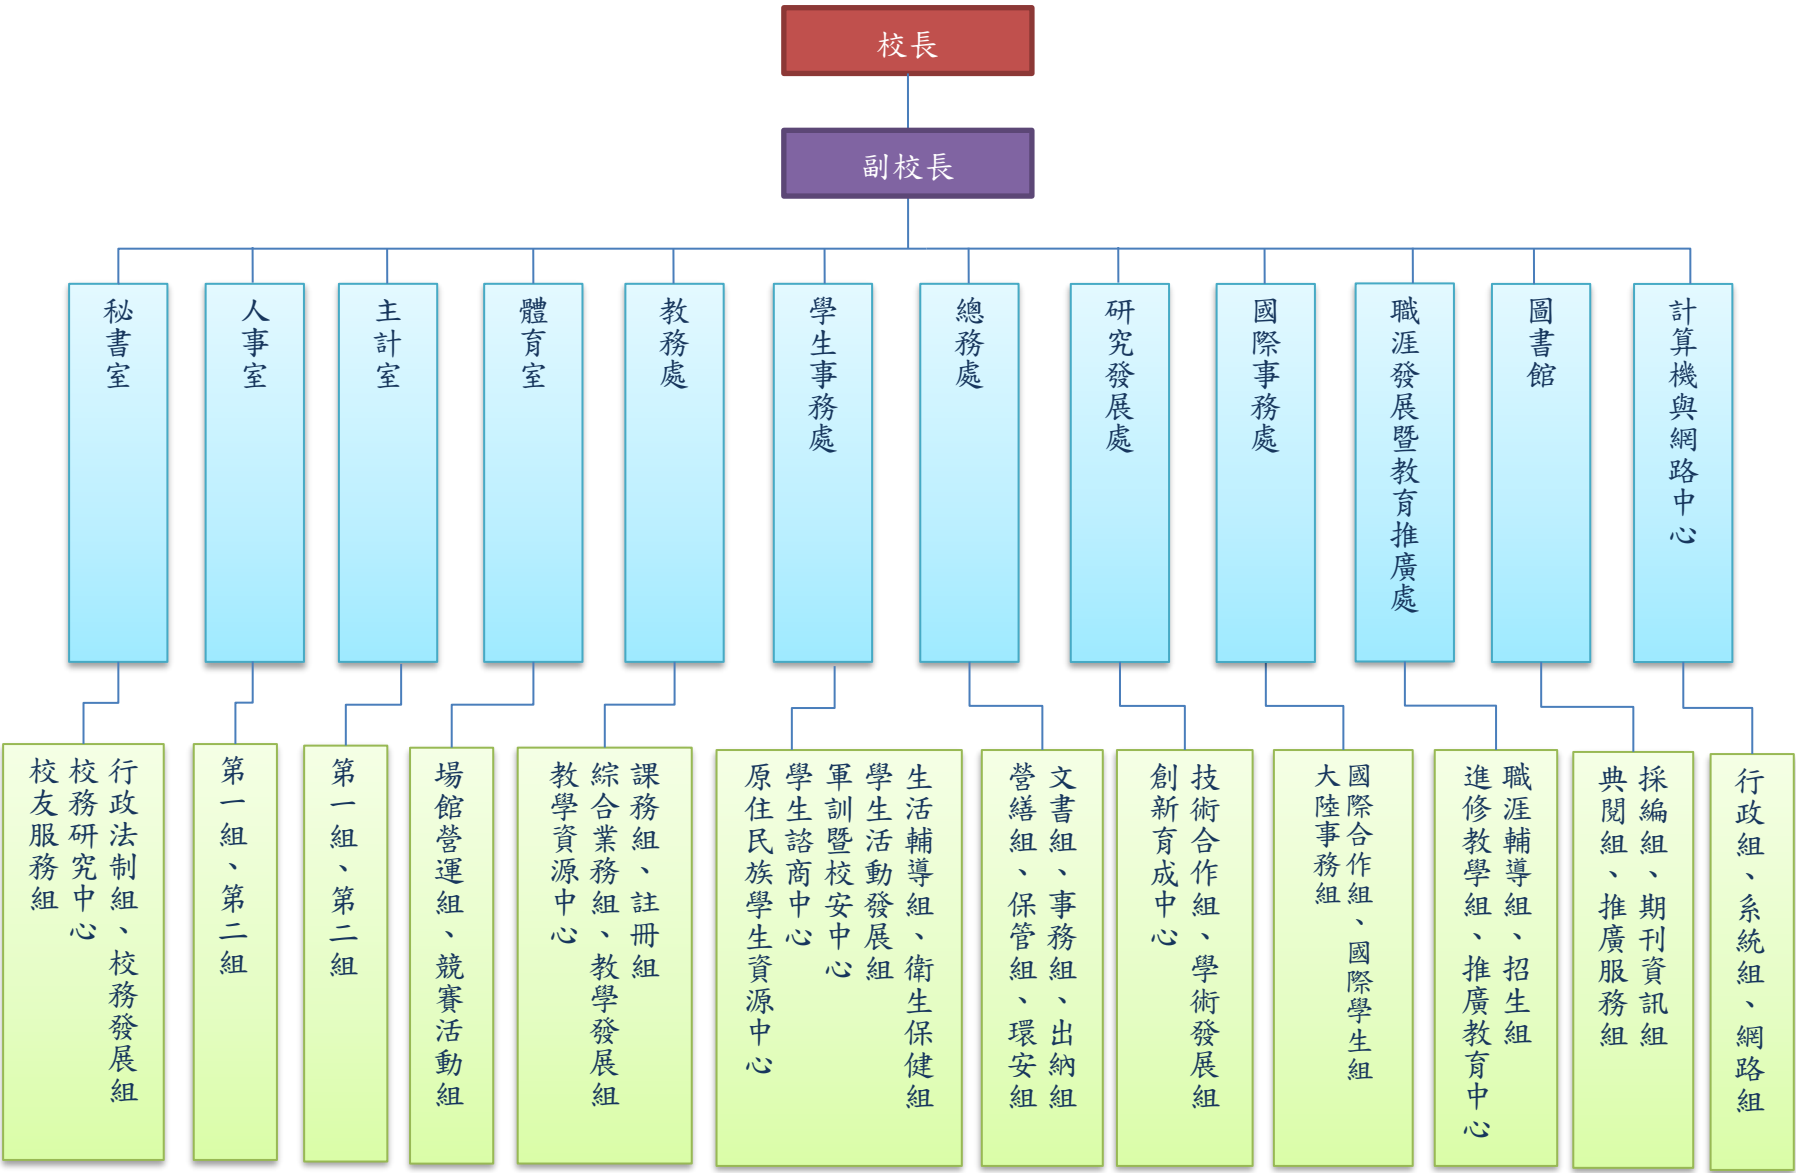 校長
副校長
秘書室
人事室
主計室
體育室
教務處
學生事務處
總務處
研究發展處
國際事務處
職涯發展暨教育推廣處
圖書館
計算機與網路中心
行政法制組、校務發展組
校務研究中心
校友服務組
第一組、第二組
第一組、第二組
場館營運組、競賽活動組
課務組、註冊組
綜合業務組、教學發展組
教學資源中心
生活輔導組、衛生保健組
學生活動發展組
軍訓暨校安中心
學生諮商中心
原住民族學生資源中心
文書組、事務組、出納組
營繕組、保管組、環安組
技術合作組、學術發展組
創新育成中心
國際合作組、國際學生組
大陸事務組
職涯輔導組、招生組
進修教學組、推廣教育中心
採編組、期刊資訊組
典閱組、推廣服務組
行政組、系統組、網路組